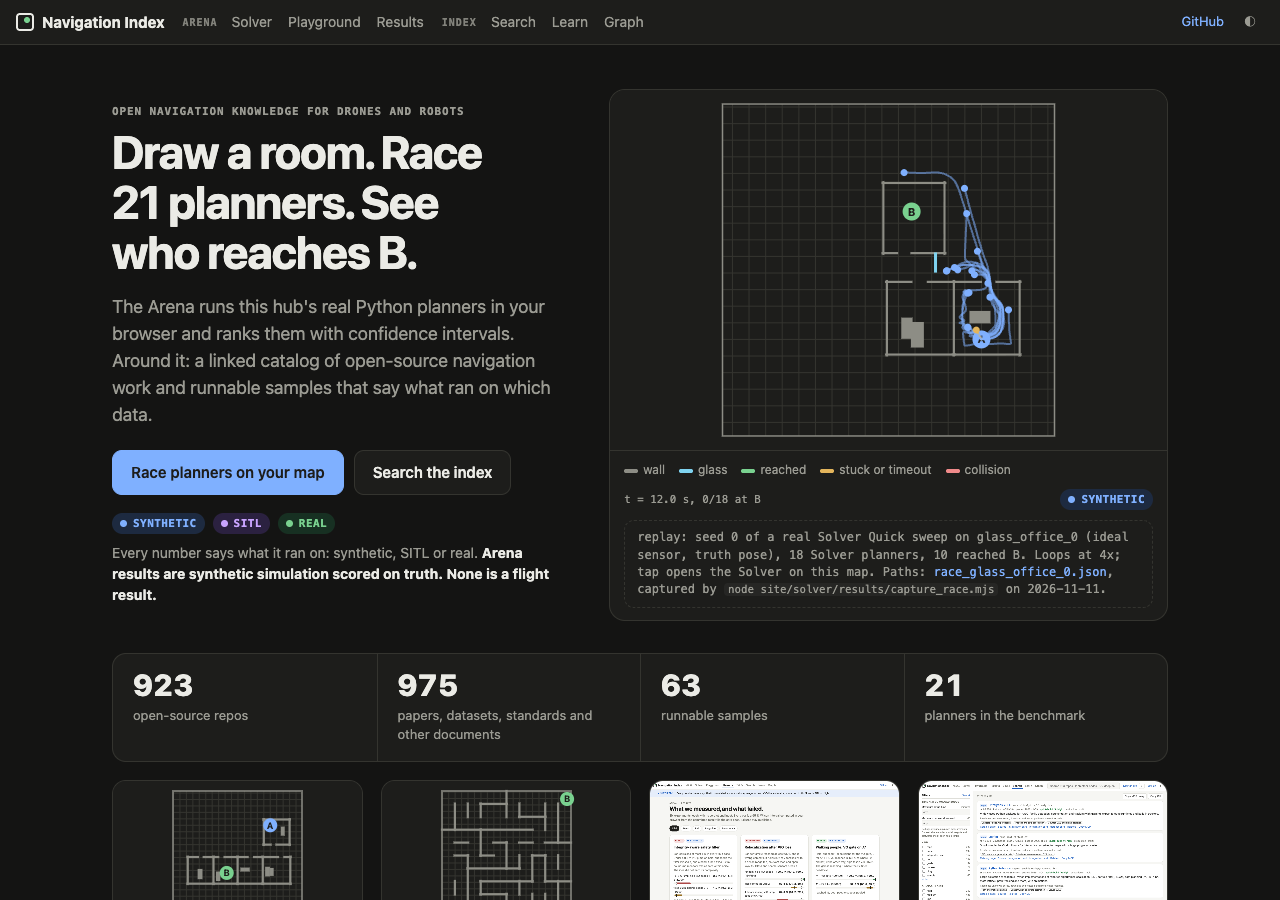 Navigation Index ARENA Solver Playground Results INDEX Search Learn Graph GitHub
OPEN NAVIGATION KNOWLEDGE FOR DRONES AND ROBOTS
Draw a room. Race
21 planners. See
who reaches B.
The Arena runs this hub's real Python planners in your
browser and ranks them with confidence intervals.
Around it: a linked catalog of open-source navigation
work and runnable samples that say what ran on which
data.
Race planners on your map
Search the index
SYNTHETIC SITL REAL
Every number says what it ran on: synthetic, SITL or real. Arena
results are synthetic simulation scored on truth. None is a flight
result.
B
A
wall glass reached stuck or timeout collision
t = 12.0 s, 0/18 at B
SYNTHETIC
replay: seed 0 of a real Solver Quick sweep on glass_office_0 (ideal
sensor, truth pose), 18 Solver planners, 10 reached B. Loops at 4x;
tap opens the Solver on this map. Paths: race_glass_office_0.json,
captured by node site/solver/results/capture_race.mjs on 2026-11-11.
923
open-source repos
975
papers, datasets, standards and
other documents
63
runnable samples
21
planners in the benchmark
A
B
B
What we measured, and what failed.